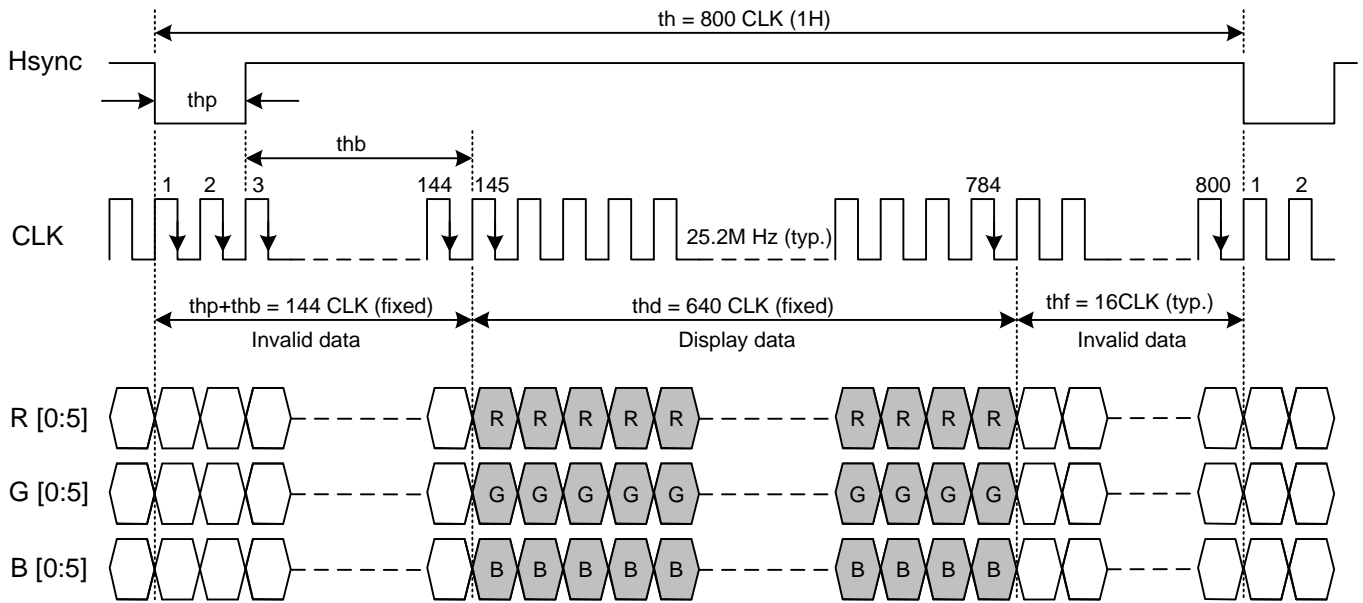 th = 800 CLK (1H)
Hsync
thp
thb
1 2 3 144 145 784 800 1 2
CLK
25.2M Hz (typ.)
thp+thb = 144 CLK (fixed) thd = 640 CLK (fixed) thf = 16CLK (typ.)
Invalid data Display data Invalid data
R [0:5] R R R R R R R R R
G [0:5] G G G G G G G G G
B [0:5] B B B B B B B B B